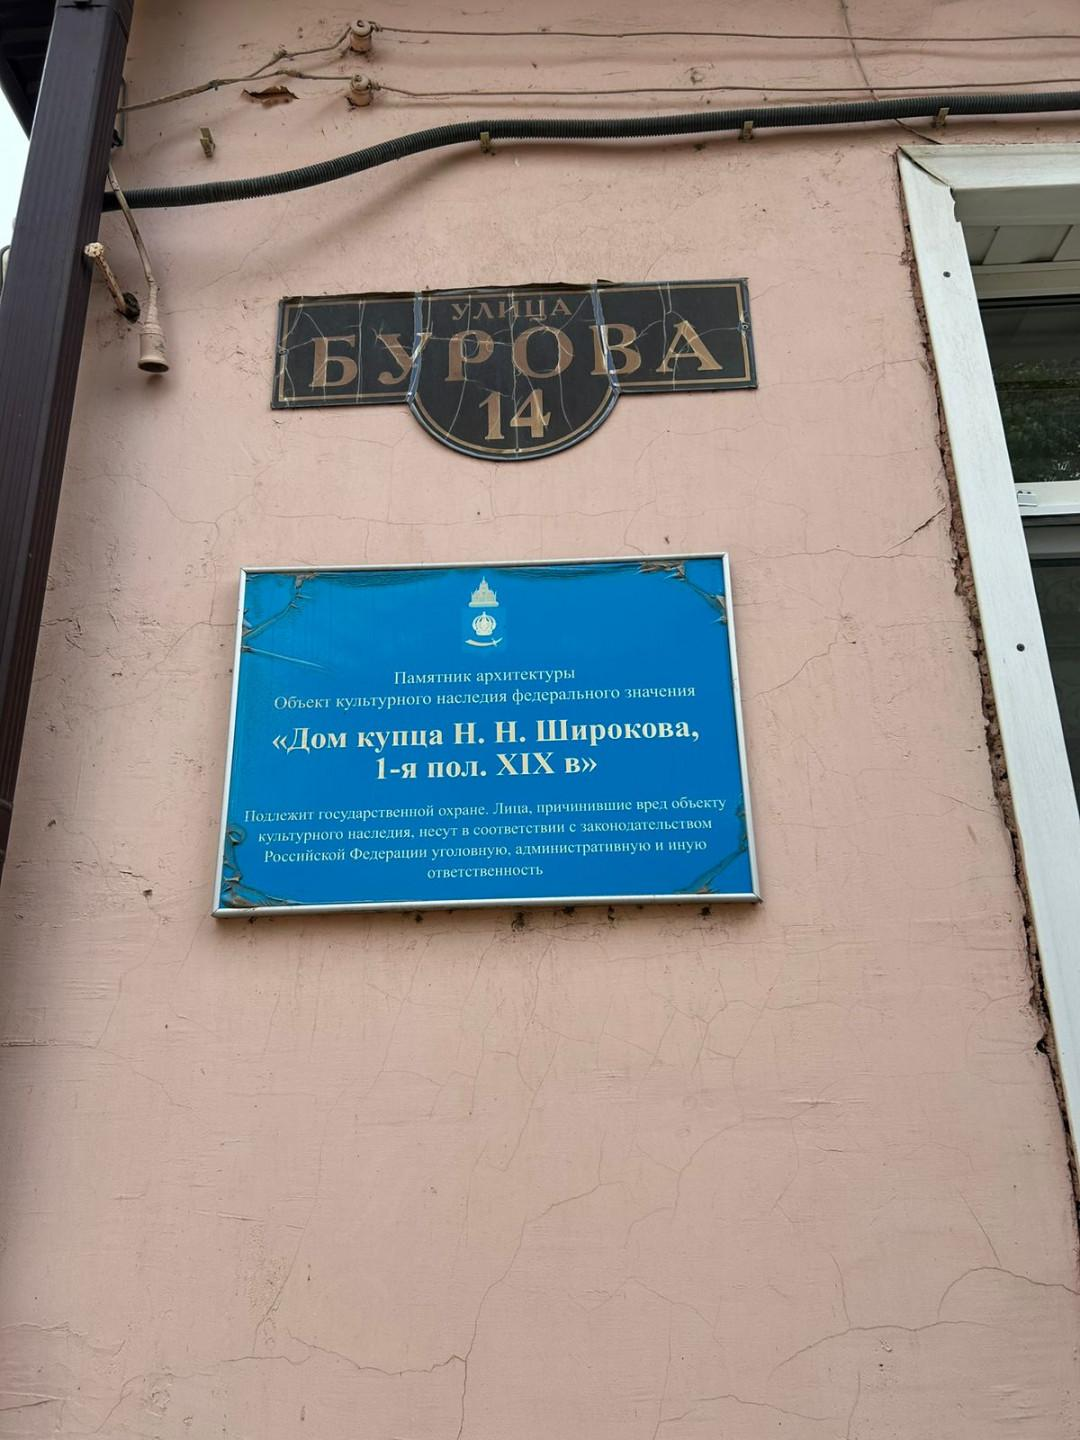 УЛИЦА
БУРОВА
14
Памятник архитектуры
Объект культурного наследия федерального значения
«Дом купца Н. Н. Широкова,
1-я пол. XIX в»
Подлежит государственной охране. Лица, причинившие вред объекту
культурного наследия, несут в соответствии с законодательством
Российской Федерации уголовную, административную и иную
ответственность